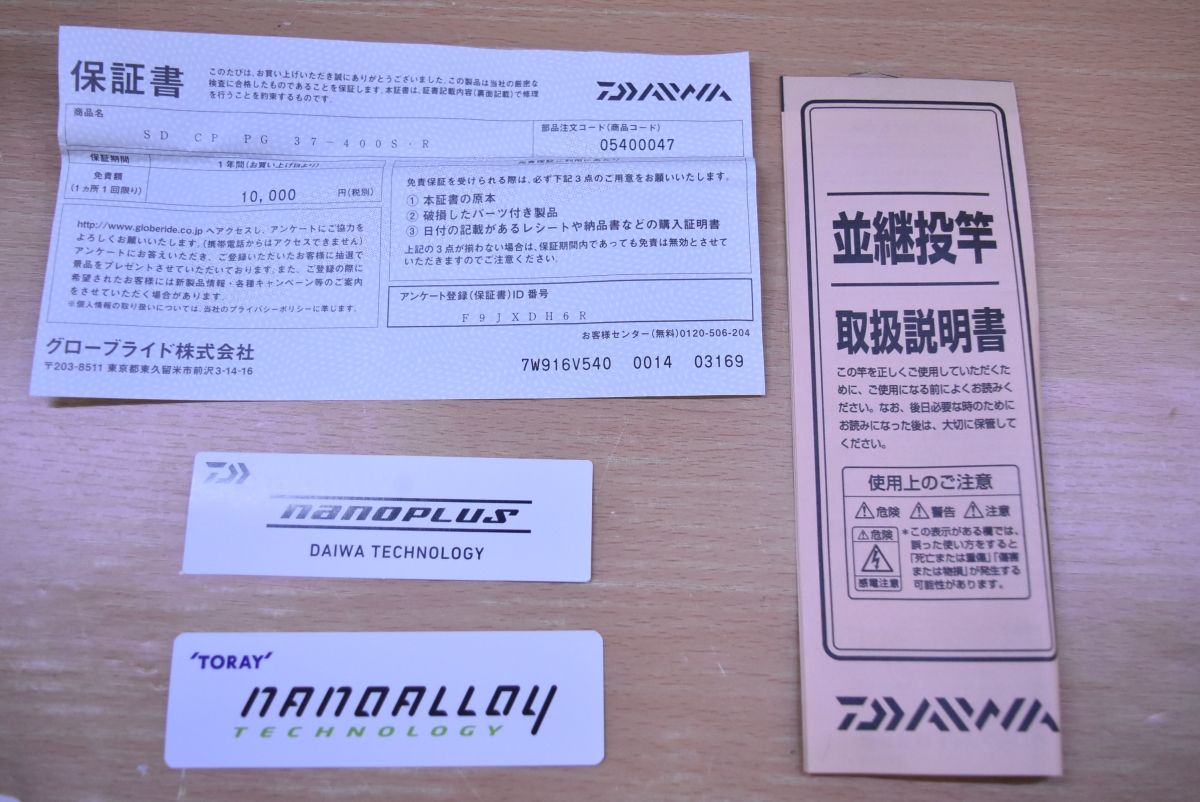 保証書
このたびは、お買い上げいただき誠にありがとうございました。この製品は当社の厳密な
検査に合格したものであることを保証します。本証書は、証書記載内容(裏面記載)で修理
を行うことを約束するものです。
DAIWA
商品名
SD CP PG 37-400S・R
部品注文コード(商品コード)
05400047
保証期間
1年間(お買い上げ日より)
免責額
(1ヵ所1回限り)
10,000 円(税別)
http://www.globeride.co.jp へアクセスし、アンケートにご協力を
よろしくお願いいたします。(携帯電話からはアクセスできません)
アンケートにお答えいただき、ご登録いただいたお客様に抽選で
景品をプレゼントさせていただいております。また、ご登録の際に
希望されたお客様には新製品情報・各種キャンペーン等のご案内
をさせていただく場合があります。
※個人情報の取り扱いについては、当社のプライバシーポリシーに準じます。
免責保証を受けられる際は、必ず下記3点のご用意をお願いいたします。
① 本証書の原本
② 破損したパーツ付き製品
③ 日付の記載があるレシートや納品書などの購入証明書
上記の3点が揃わない場合は、保証期間内であっても免責は無効とさせて
いただきますのでご注意ください。
アンケート登録(保証書)ID番号
F9JXDH6R
お客様センター(無料)0120-506-204
グローブライド株式会社
〒203-8511 東京都東久留米市前沢3-14-16
7W916V540 0014 03169
nanoplus
DAIWA TECHNOLOGY
'TORAY'
nanoalloy
TECHNOLOGY
並継投竿
取扱説明書
この竿を正しくご使用していただくた
めに、ご使用になる前によくお読みく
ださい。なお、後日必要な時のために
お読みになった後は、大切に保管して
ください。
使用上のご注意
⚠危険 ⚠警告 ⚠注意
⚠危険
感電注意
*この表示がある欄では、
誤った使い方をすると
「死亡または重傷」「傷害
または物損」が発生する
可能性があります。
DAIWA